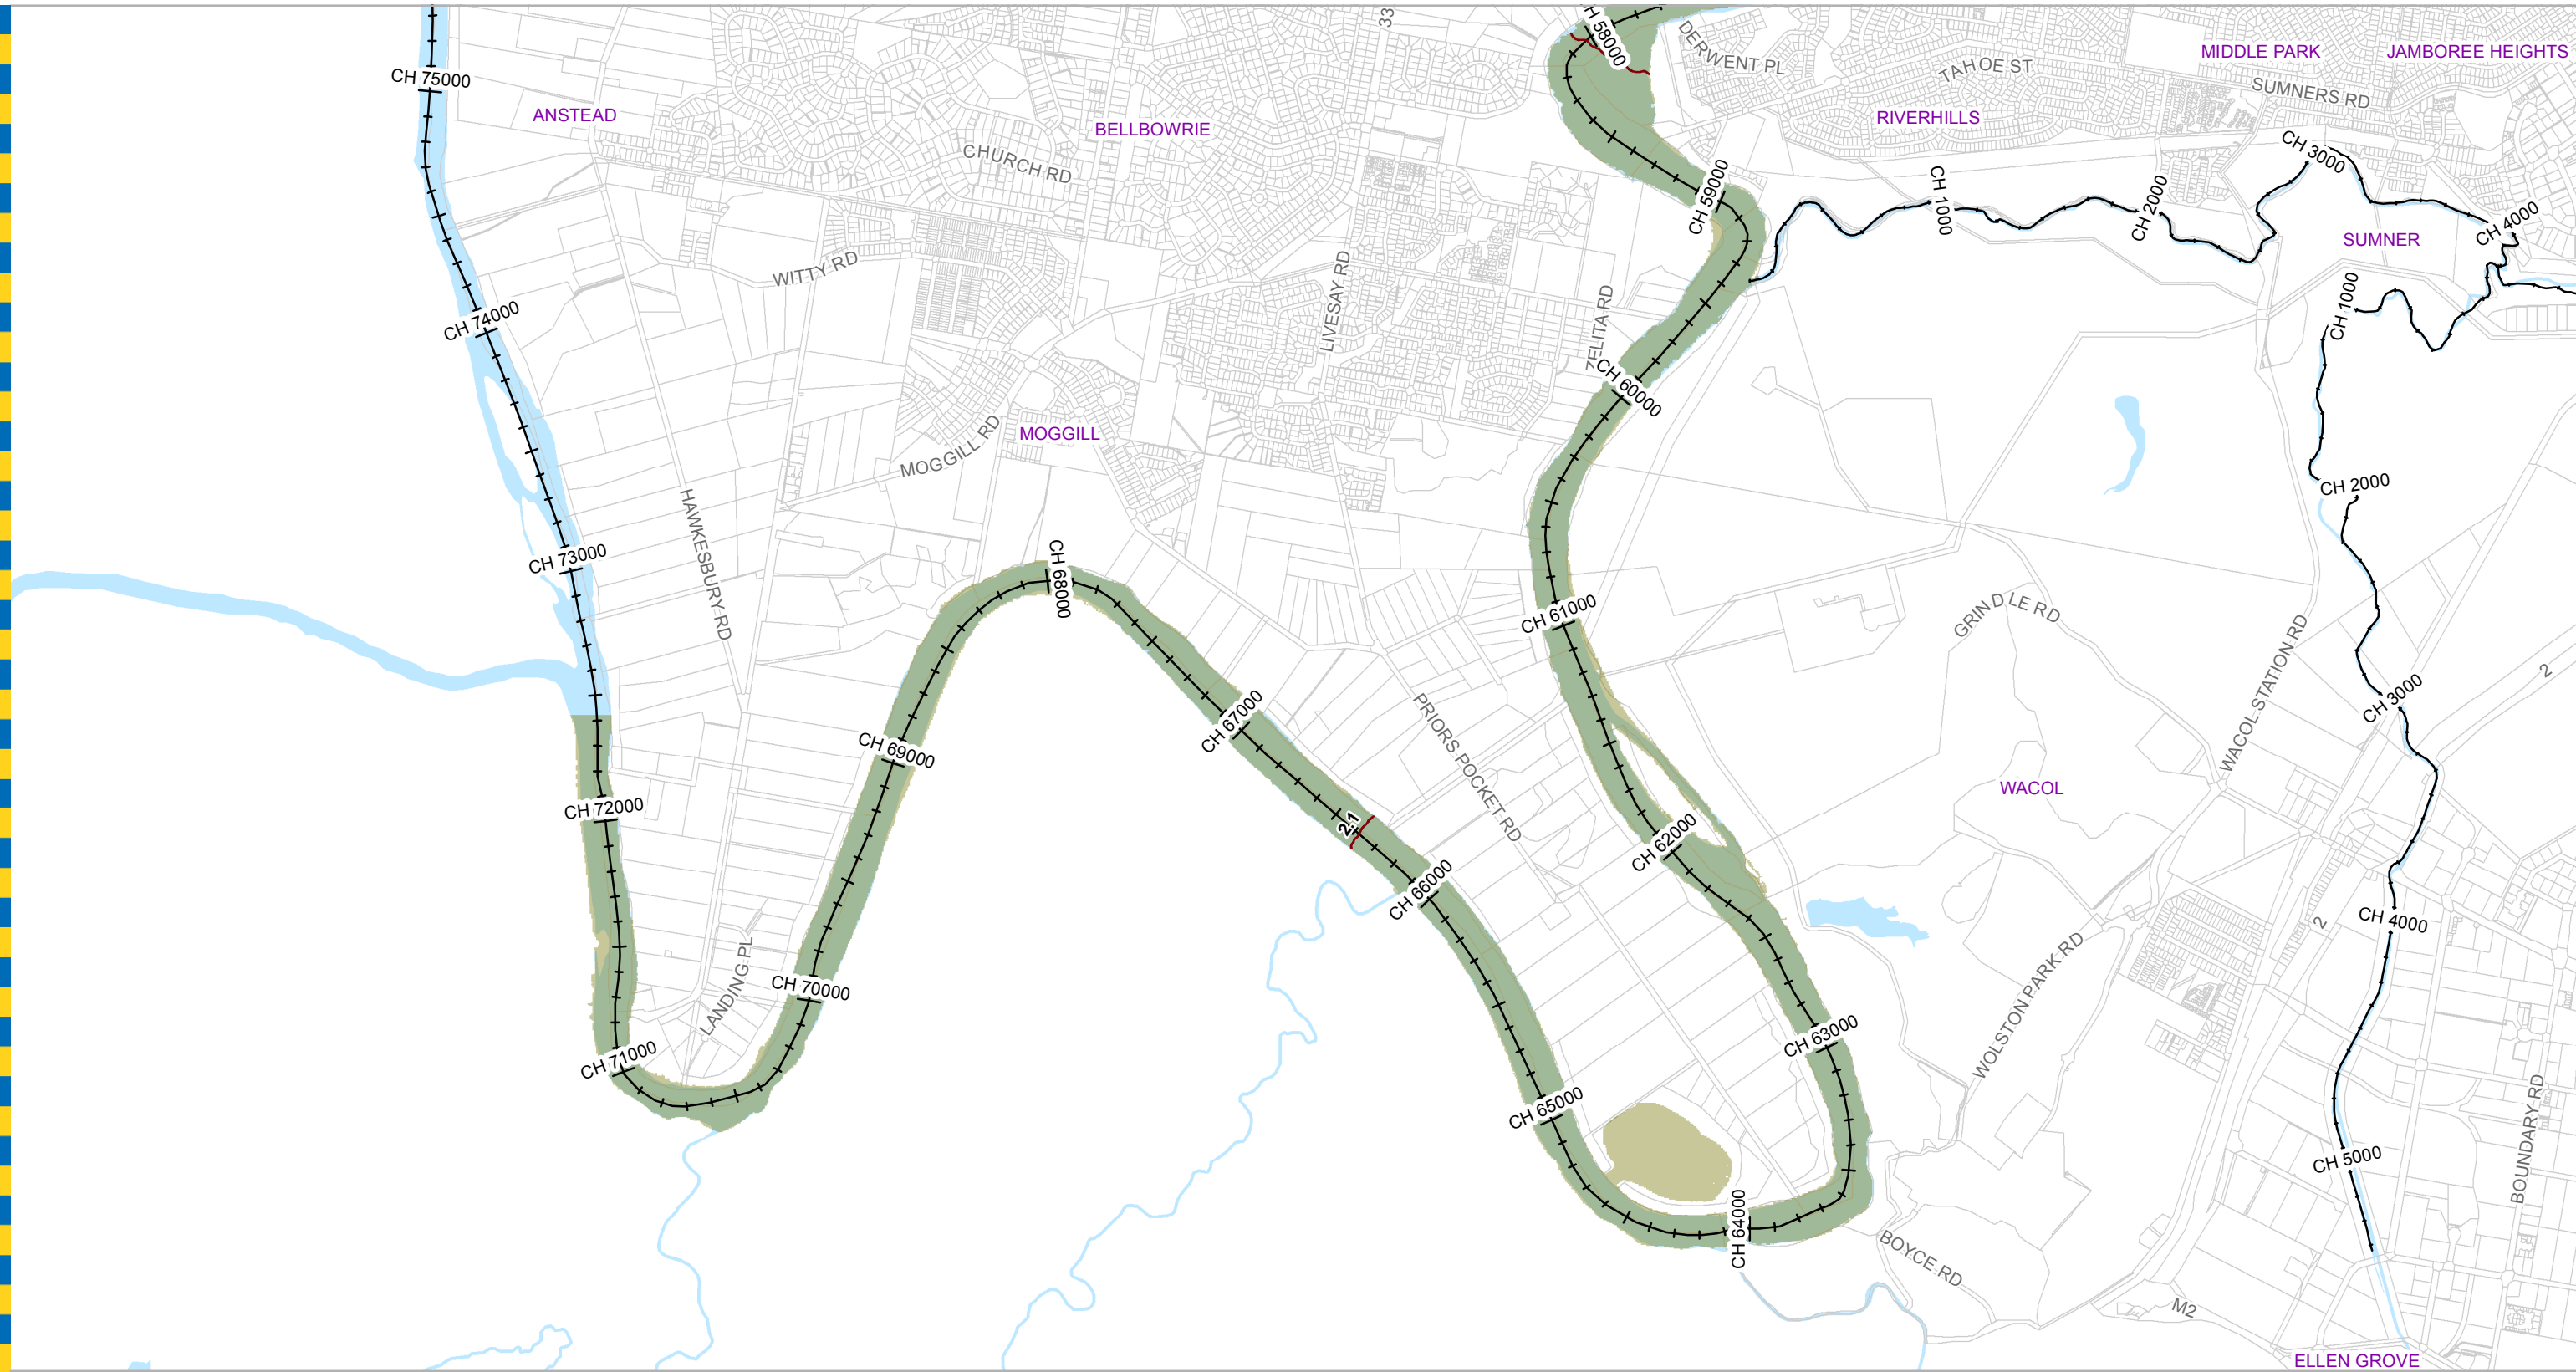 33
CH 58000
DERWENT PL
TAHOE ST
MIDDLE PARK
JAMBOREE HEIGHTS
CH 75000
SUMNERS RD
ANSTEAD
BELLBOWRIE
RIVERHILLS
CHURCH RD
CH 3000
CH 59000
CH 1000
CH 2000
CH 4000
SUMNER
WITTY RD
LIVESAY RD
ZELITA RD
CH 1000
CH 74000
CH 60000
MOGGILL RD
MOGGILL
CH 2000
HAWKESBURY RD
CH 73000
CH 68000
CH 61000
GRINDLE RD
WACOL STATION RD
2
CH 3000
CH 67000
CH 69000
PRIORS POCKET RD
WACOL
CH 72000
2.1
CH 62000
CH 66000
2
CH 4000
LANDING PL
CH 70000
WOLSTON PARK RD
CH 63000
CH 71000
CH 65000
BOUNDARY RD
CH 5000
CH 64000
BOYCE RD
M2
ELLEN GROVE